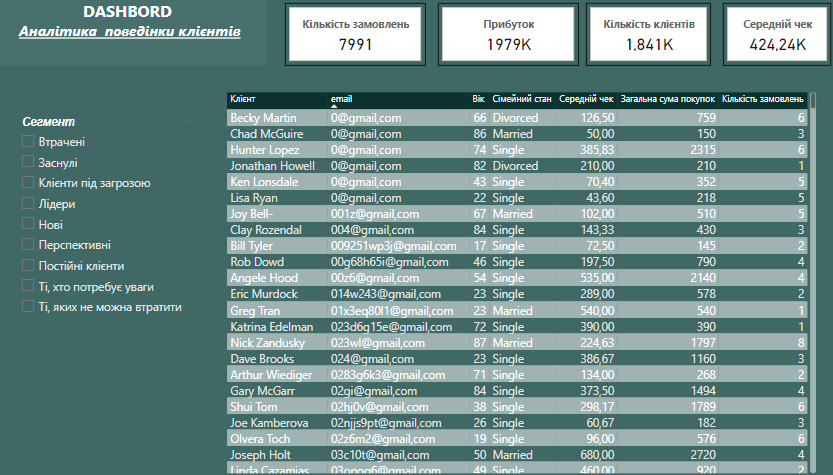 DASHBORD
Аналітика поведінки клієнтів
Кількість замовлень
7991
Прибуток
1979K
Кількість клієнтів
1,841K
Середній чек
424,24K
Сегмент
Втрачені
Заснулі
Клієнти під загрозою
Лідери
Нові
Перспективні
Постійні клієнти
Ті, хто потребує уваги
Ті, яких не можна втратити
Клієнт email Вік Сімейний стан Середній чек Загальна сума покупок Кількість замовлень
Becky Martin 0@gmail,com 66 Divorced 126,50 759 6
Chad McGuire 0@gmail,com 86 Married 50,00 150 3
Hunter Lopez 0@gmail,com 74 Single 385,83 2315 6
Jonathan Howell 0@gmail,com 82 Divorced 210,00 210 1
Ken Lonsdale 0@gmail,com 43 Single 70,40 352 5
Lisa Ryan 0@gmail,com 22 Single 43,60 218 5
Joy Bell- 001z@gmail,com 67 Married 102,00 510 5
Clay Rozendal 004@gmail,com 84 Single 143,33 430 3
Bill Tyler 009251wp3j@gmail,com 17 Single 72,50 145 2
Rob Dowd 00g68h65i@gmail,com 46 Single 197,50 790 4
Angele Hood 00z6@gmail,com 54 Single 535,00 2140 4
Eric Murdock 014w243@gmail,com 23 Single 289,00 578 2
Greg Tran 01x3eq80l1@gmail,com 23 Married 540,00 540 1
Katrina Edelman 023d6g15e@gmail,com 72 Single 390,00 390 1
Nick Zandusky 023wl@gmail,com 87 Married 224,63 1797 8
Dave Brooks 024@gmail,com 23 Single 386,67 1160 3
Arthur Wiediger 0283g6k3@gmail,com 71 Single 134,00 268 2
Gary McGarr 02gi@gmail,com 84 Single 373,50 1494 4
Shui Tom 02hj0v@gmail,com 38 Single 298,17 1789 6
Joe Kamberova 02njjs9pt@gmail,com 26 Single 60,67 182 3
Olvera Toch 02z6m2@gmail,com 19 Single 96,00 576 6
Joseph Holt 03c10t@gmail,com 50 Married 680,00 2720 4
Linda Cazamias 03opog6@gmail,com 49 Single 460,00 920 2